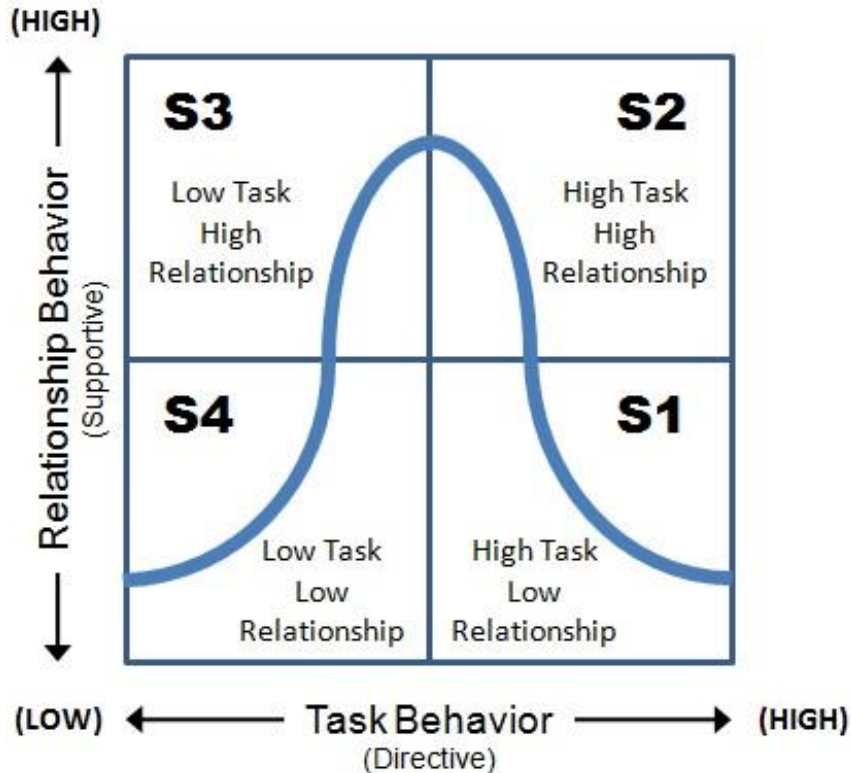 (HIGH)
S3
Low Task
High
Relationship
S2
High Task
High
Relationship
Relationship Behavior
(Supportive)
S4
Low Task
Low
Relationship
S1
High Task
Low
Relationship
(LOW)
Task Behavior
(Directive)
(HIGH)